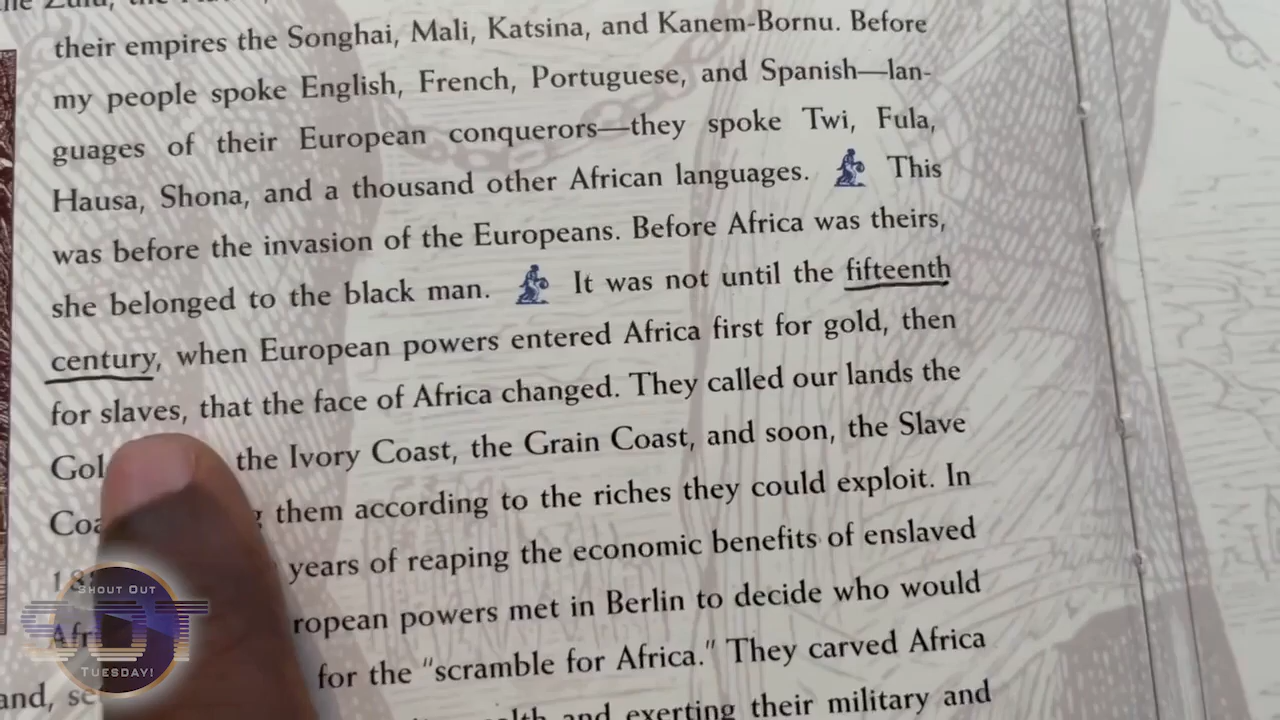 their empires the Songhai, Mali, Katsina, and Kanem-Bornu. Before
my people spoke English, French, Portuguese, and Spanish—lan-
guages of their European conquerors—they spoke Twi, Fula,
Hausa, Shona, and a thousand other African languages. This
was before the invasion of the Europeans. Before Africa was theirs,
she belonged to the black man. It was not until the fifteenth
century, when European powers entered Africa first for gold, then
for slaves, that the face of Africa changed. They called our lands the
the Ivory Coast, the Grain Coast, and soon, the Slave
them according to the riches they could exploit. In
years of reaping the economic benefits of enslaved
powers met in Berlin to decide who would
for the "scramble for Africa." They carved Africa
and, and exerting their military and
SHOUT OUT
SOT
TUESDAY!